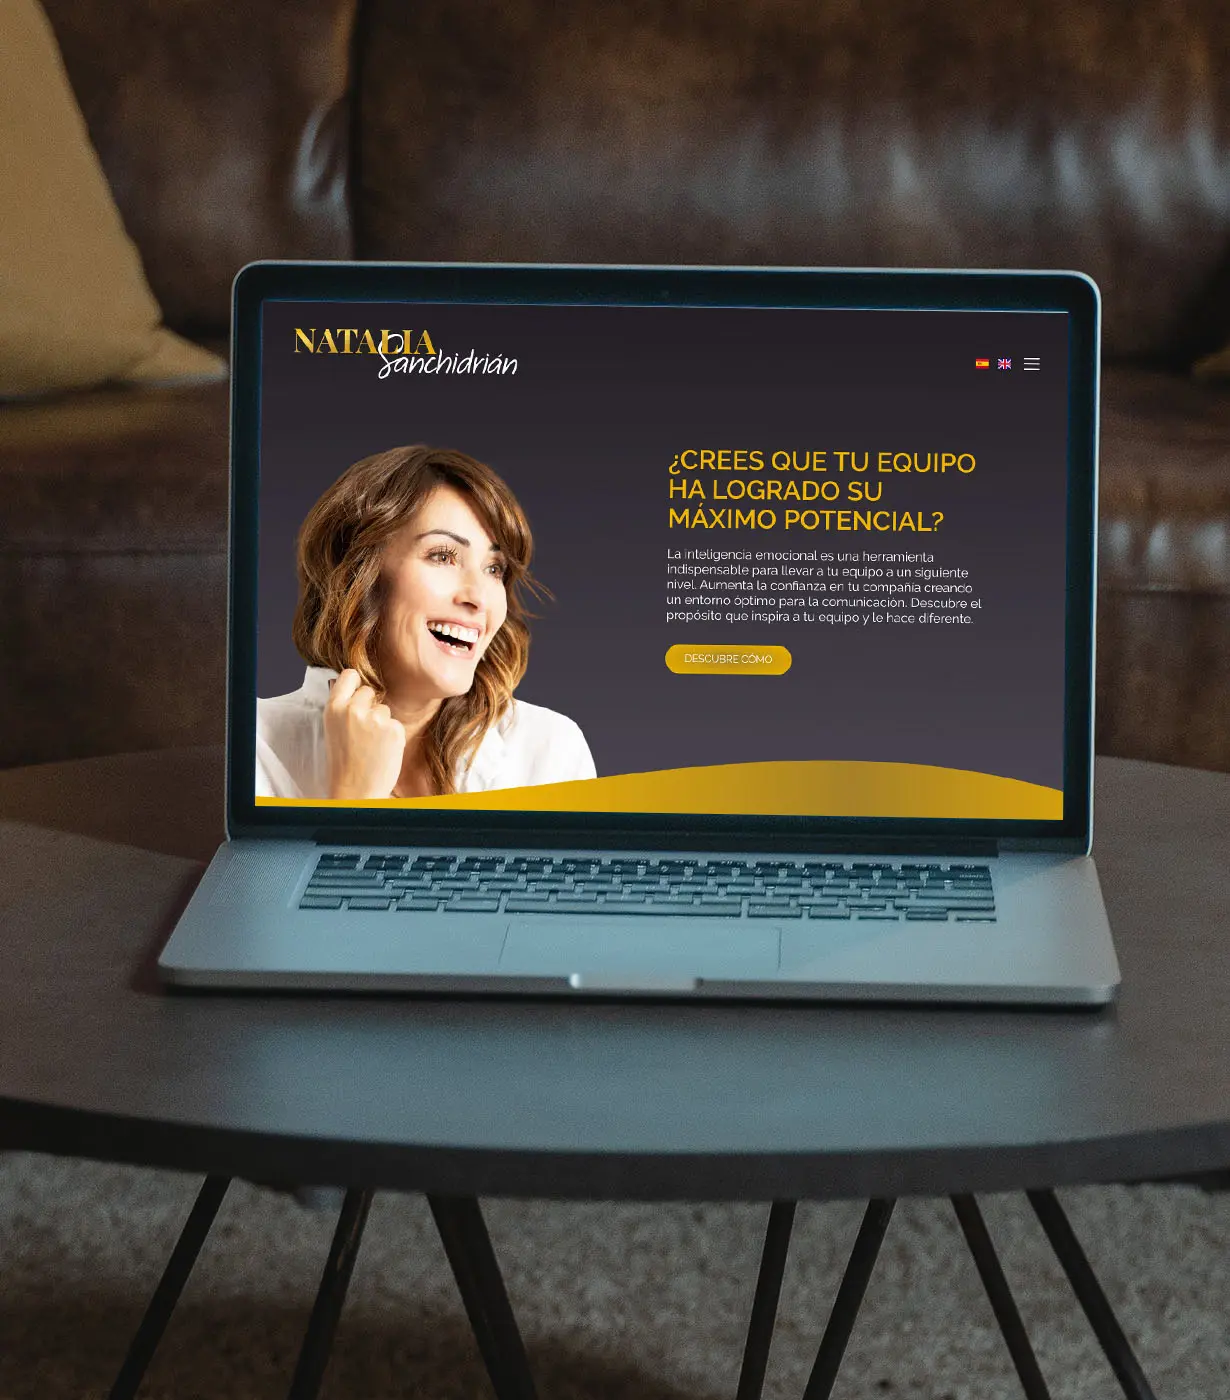 NATALIA
Sanchidrián
¿CREES QUE TU EQUIPO
HA LOGRADO SU
MÁXIMO POTENCIAL?
La inteligencia emocional es una herramienta
indispensable para llevar a tu equipo a un siguiente
nivel. Aumenta la confianza en tu compañía creando
un entorno óptimo para la comunicación. Descubre el
propósito que inspira a tu equipo y le hace diferente.
DESCUBRE CÓMO